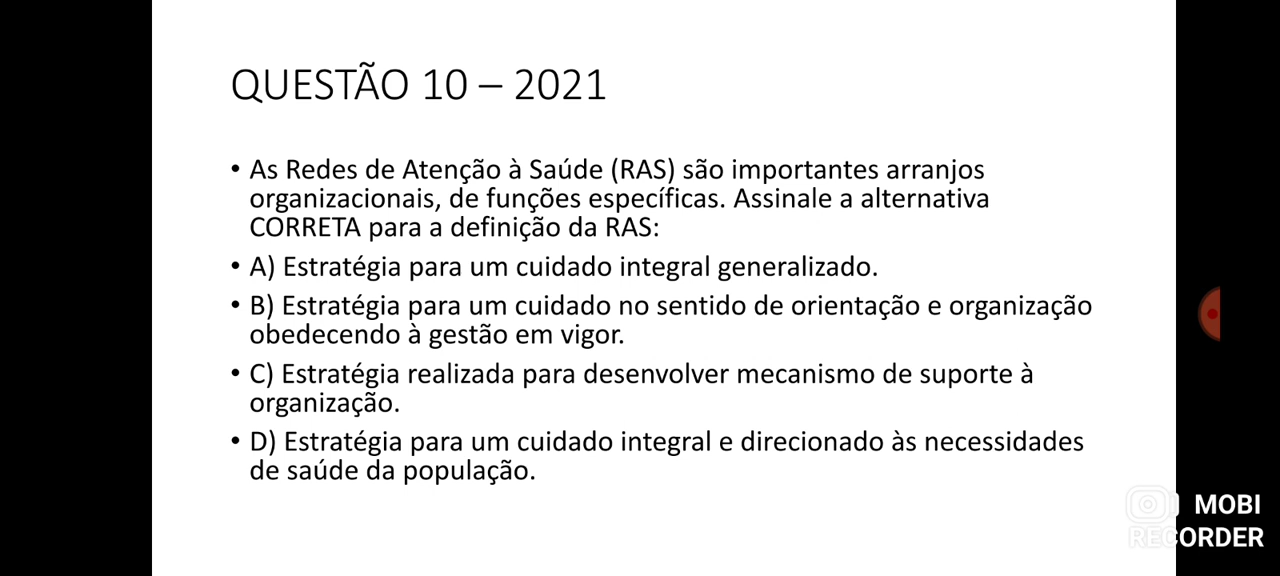 QUESTÃO 10 – 2021
• As Redes de Atenção à Saúde (RAS) são importantes arranjos
organizacionais, de funções específicas. Assinale a alternativa
CORRETA para a definição da RAS:
• A) Estratégia para um cuidado integral generalizado.
• B) Estratégia para um cuidado no sentido de orientação e organização
obedecendo à gestão em vigor.
• C) Estratégia realizada para desenvolver mecanismo de suporte à
organização.
• D) Estratégia para um cuidado integral e direcionado às necessidades
de saúde da população.
MOBI
RECORDER